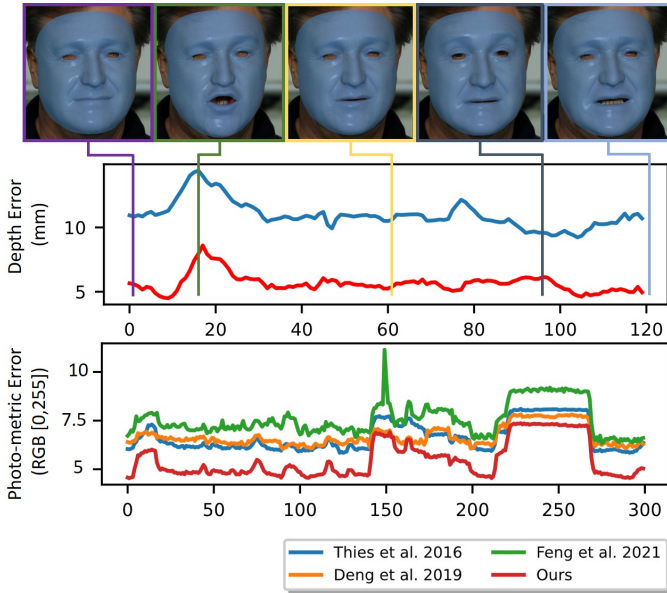 Depth Error
(mm)
10
5
0 20 40 60 80 100 120
Photo-metric Error
(RGB [0,255])
10
7.5
5
0 50 100 150 200 250 300
Thies et al. 2016 Feng et al. 2021
Deng et al. 2019 Ours